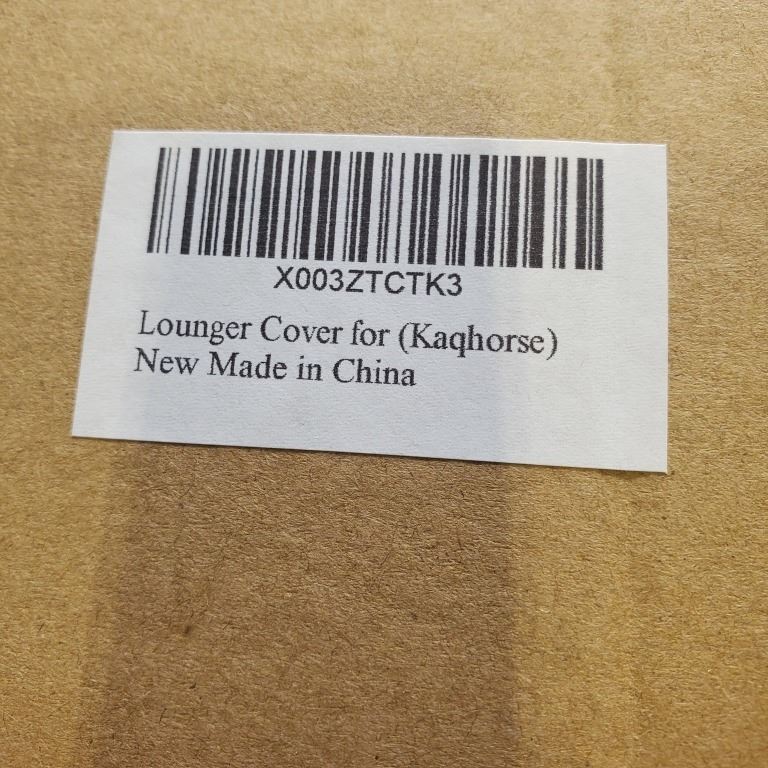 X003ZTCTK3
Lounger Cover for (Kaqhorse)
New Made in China